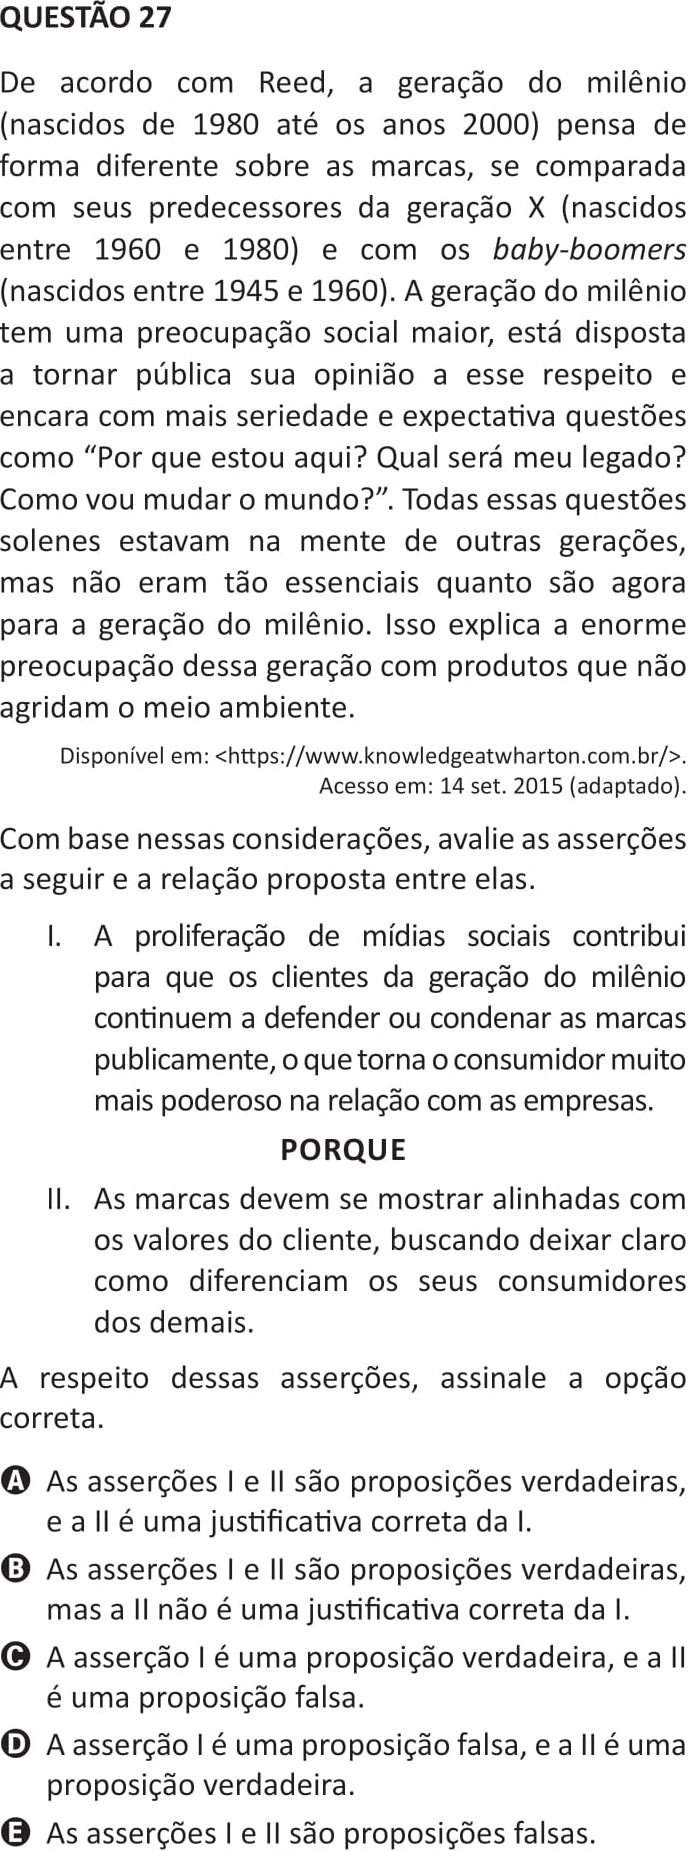 QUESTÃO 27
De acordo com Reed, a geração do milênio
(nascidos de 1980 até os anos 2000) pensa de
forma diferente sobre as marcas, se comparada
com seus predecessores da geração X (nascidos
entre 1960 e 1980) e com os baby-boomers
(nascidos entre 1945 e 1960). A geração do milênio
tem uma preocupação social maior, está disposta
a tornar pública sua opinião a esse respeito e
encara com mais seriedade e expectativa questões
como “Por que estou aqui? Qual será meu legado?
Como vou mudar o mundo?”. Todas essas questões
solenes estavam na mente de outras gerações,
mas não eram tão essenciais quanto são agora
para a geração do milênio. Isso explica a enorme
preocupação dessa geração com produtos que não
agridam o meio ambiente.
Disponível em: <https://www.knowledgeatwharton.com.br/>.
Acesso em: 14 set. 2015 (adaptado).
Com base nessas considerações, avalie as asserções
a seguir e a relação proposta entre elas.
I. A proliferação de mídias sociais contribui
para que os clientes da geração do milênio
continuem a defender ou condenar as marcas
publicamente, o que torna o consumidor muito
mais poderoso na relação com as empresas.
PORQUE
II. As marcas devem se mostrar alinhadas com
os valores do cliente, buscando deixar claro
como diferenciam os seus consumidores
dos demais.
A respeito dessas asserções, assinale a opção
correta.
A As asserções I e II são proposições verdadeiras,
e a II é uma justificativa correta da I.
B As asserções I e II são proposições verdadeiras,
mas a II não é uma justificativa correta da I.
C A asserção I é uma proposição verdadeira, e a II
é uma proposição falsa.
D A asserção I é uma proposição falsa, e a II é uma
proposição verdadeira.
E As asserções I e II são proposições falsas.